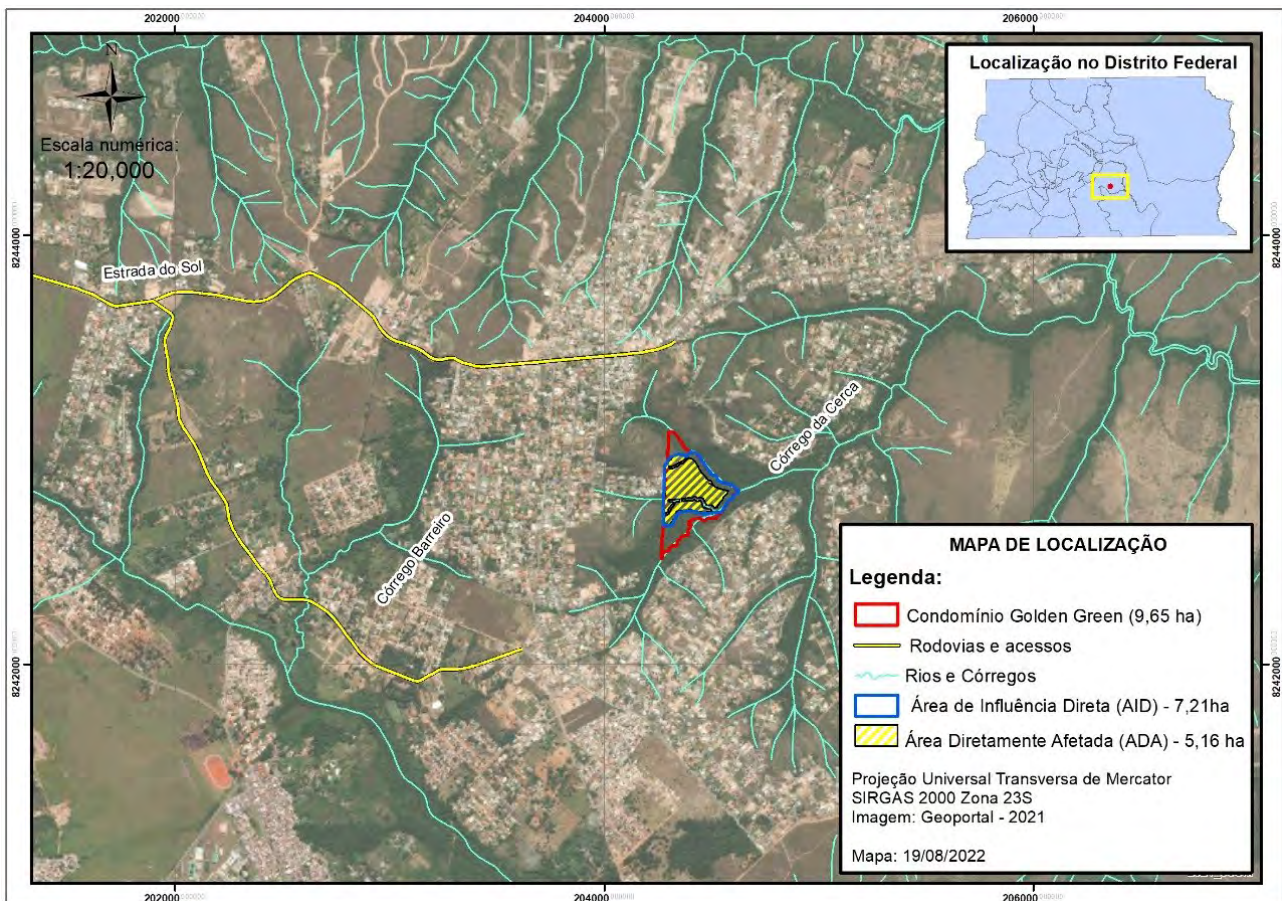 202000
204000
206000
N
Escala numérica:
1:20,000
Localização no Distrito Federal
8244000
8244000
Estrada do Sol
Córrego da Cerca
Córrego Barreiro
8242000
8242000
MAPA DE LOCALIZAÇÃO
Legenda:
Condomínio Golden Green (9,65 ha)
Rodovias e acessos
Rios e Córregos
Área de Influência Direta (AID) - 7,21ha
Área Diretamente Afetada (ADA) - 5,16 ha
Projeção Universal Transversa de Mercator
SIRGAS 2000 Zona 23S
Imagem: Geoportal - 2021
Mapa: 19/08/2022
202000
204000
206000